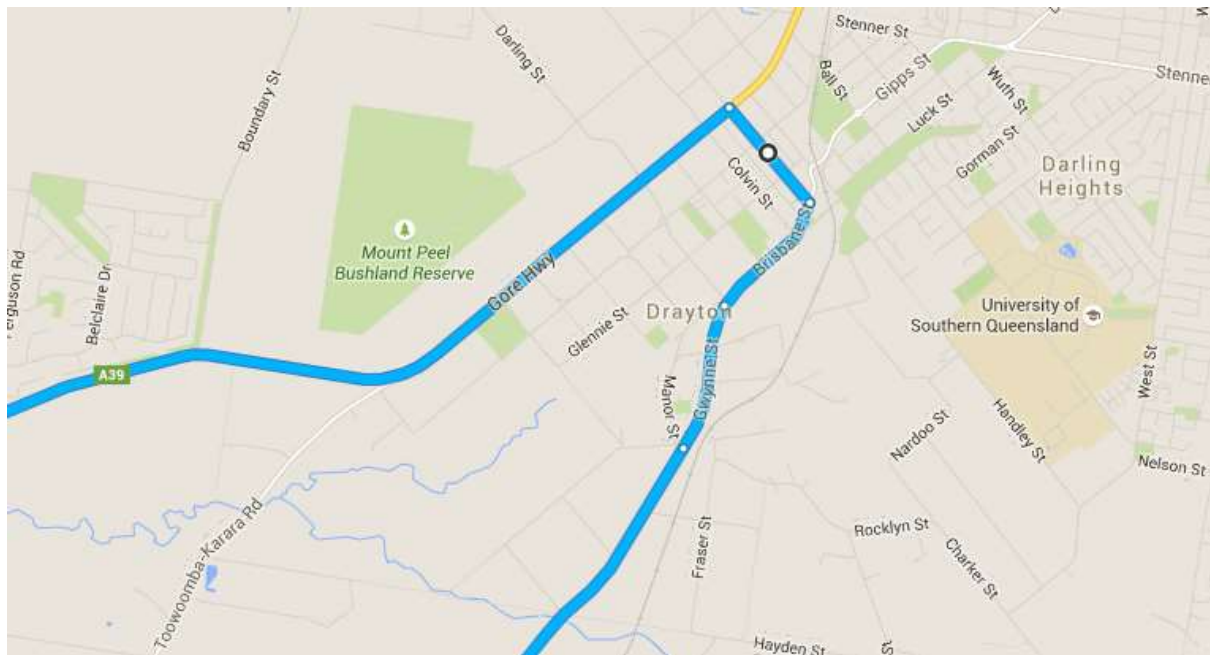 Stenner St
Darling St
Ball St
Gipps St
Wuth St
Stenner
Boundary St
Luck St
Gorman St
Darling
Heights
Colvin St
Mount Peel
Bushland Reserve
Brisbane St
Gore Hwy
Belclaire Dr
Drayton
University of
Southern Queensland
Glennie St
Gwynne St
West St
A39
Manor St
Handley St
Nardoo St
Nelson St
Toowoomba-Karara Rd
Fraser St
Rocklyn St
Charker St
Hayden St